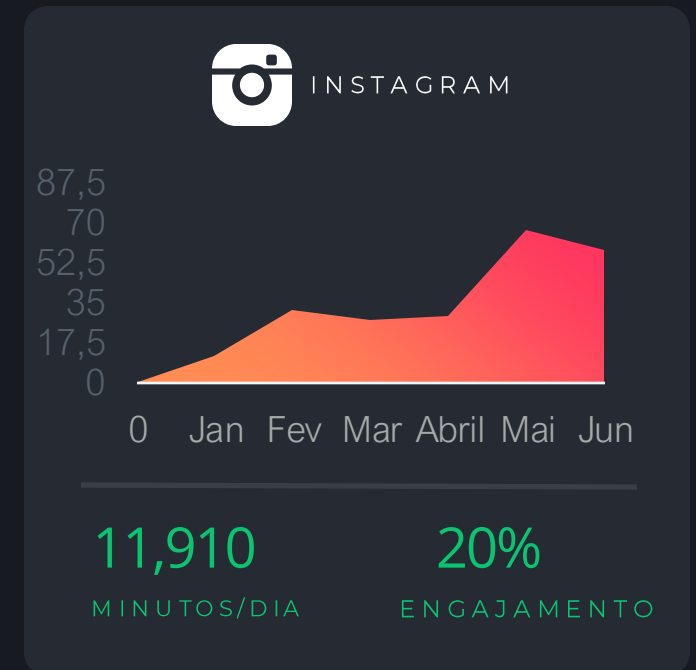 INSTAGRAM
87,5
70
52,5
35
17,5
0
0 Jan Fev Mar Abril Mai Jun
11,910 20%
MINUTOS/DIA ENGAJAMENTO